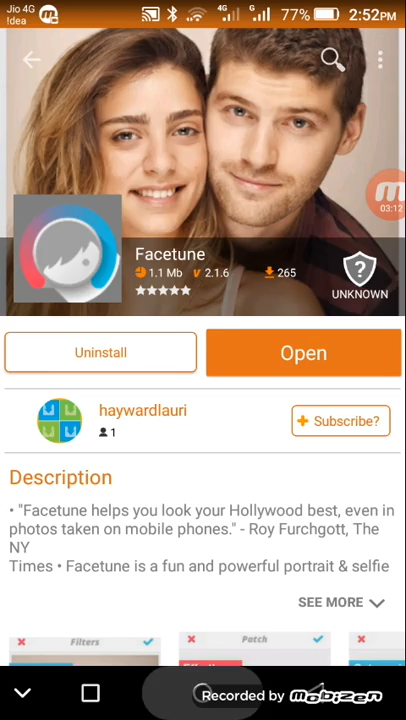 Jio 4G
!dea
4G
G
77%
2:52PM
03:12
Facetune
1.1 Mb
V 2.1.6
265
UNKNOWN
Uninstall
Open
haywardlauri
1
+ Subscribe?
Description
• "Facetune helps you look your Hollywood best, even in
photos taken on mobile phones." - Roy Furchgott, The
NY
Times • Facetune is a fun and powerful portrait & selfie
SEE MORE
Filters
Patch
Recorded by mobizen